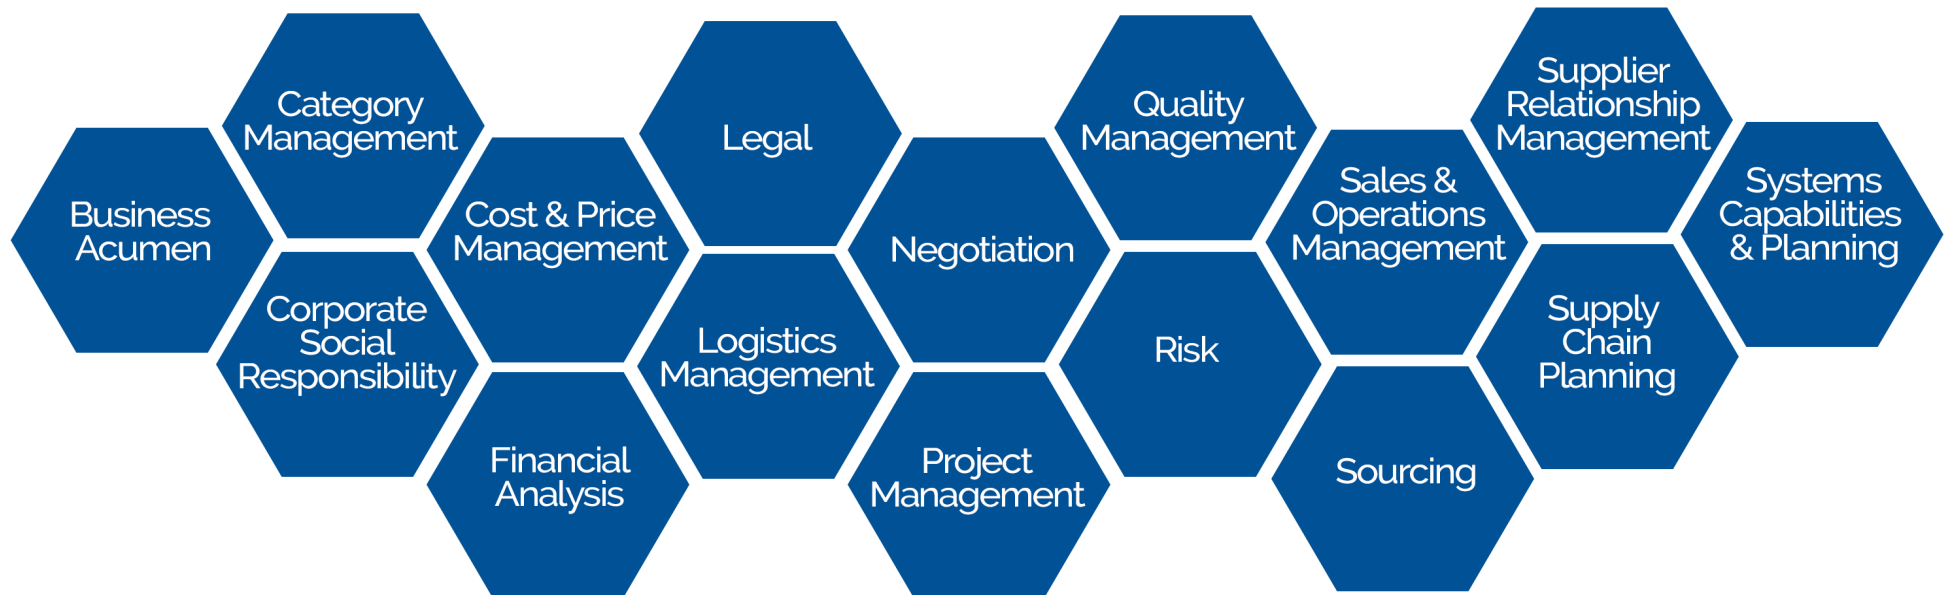 Business
Acumen
Category
Management
Corporate
Social
Responsibility
Cost & Price
Management
Financial
Analysis
Legal
Logistics
Management
Negotiation
Project
Management
Quality
Management
Risk
Sales &
Operations
Management
Sourcing
Supplier
Relationship
Management
Supply
Chain
Planning
Systems
Capabilities
& Planning